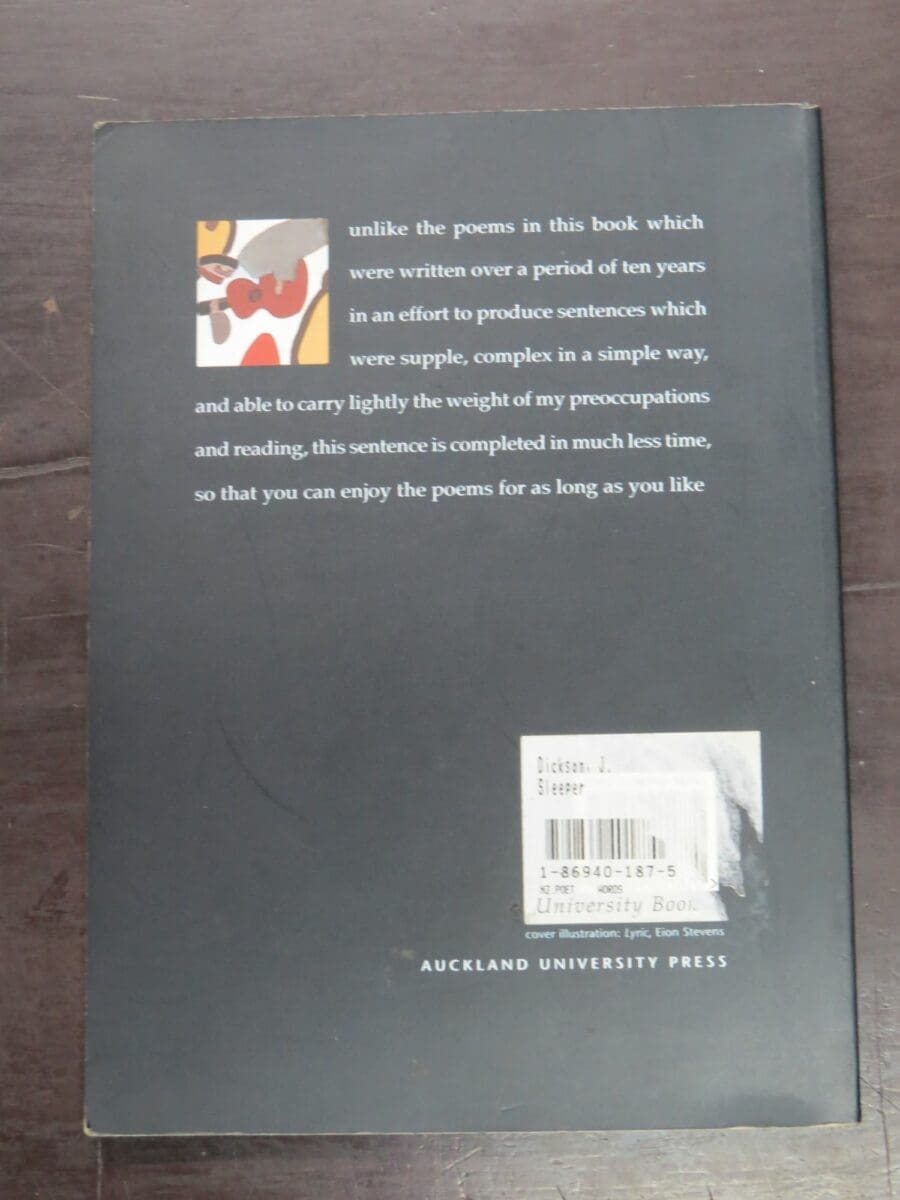 unlike the poems in this book which
were written over a period of ten years
in an effort to produce sentences which
were supple, complex in a simple way,
and able to carry lightly the weight of my preoccupations
and reading, this sentence is completed in much less time,
so that you can enjoy the poems for as long as you like
Dickson, J.
Sleeper
1-86940-187-5
NZ POET WORDS
University Book
cover illustration: Lyric, Eion Stevens
AUCKLAND UNIVERSITY PRESS